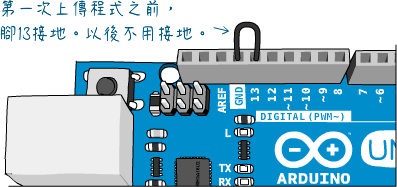 第一次上傳程式之前，
腳13接地。以後不用接地。
AREF
GND
13
12
~11
~10
~9
8
7
~6
DIGITAL (PWM~)
L
TX
RX
UN
ARDUINO